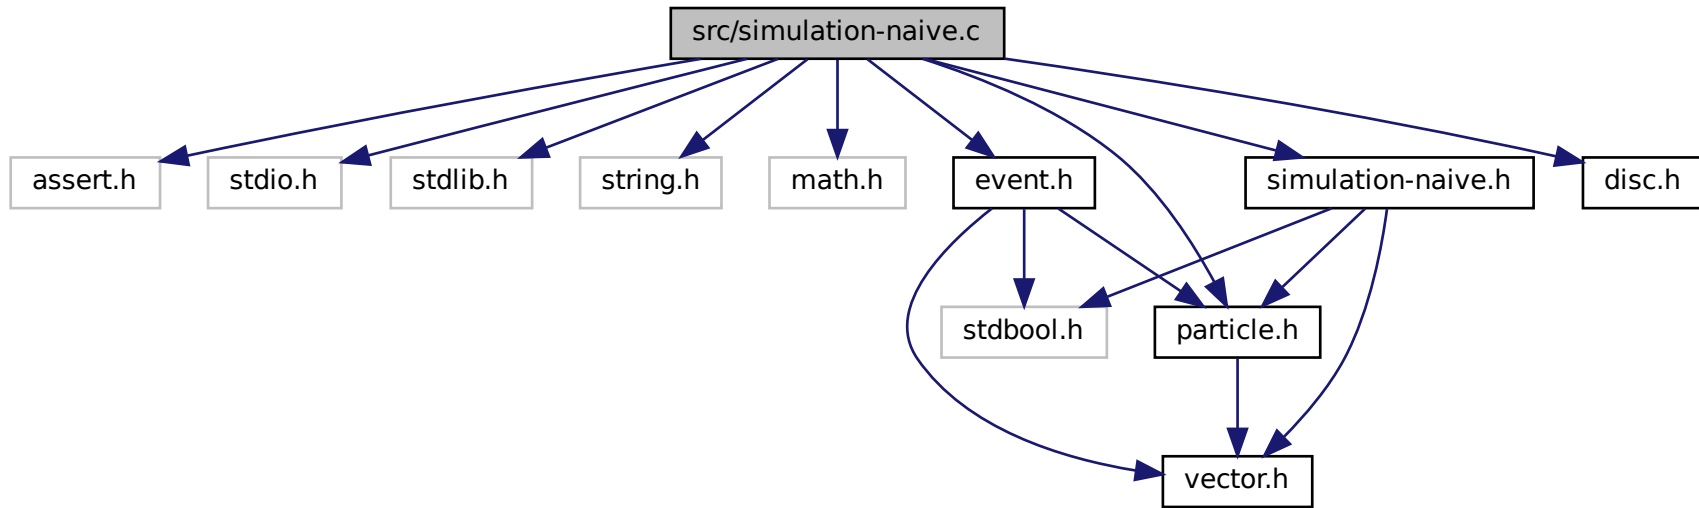 src/simulation-naive.c
assert.h
stdio.h
stdlib.h
string.h
math.h
event.h
simulation-naive.h
disc.h
stdbool.h
particle.h
vector.h